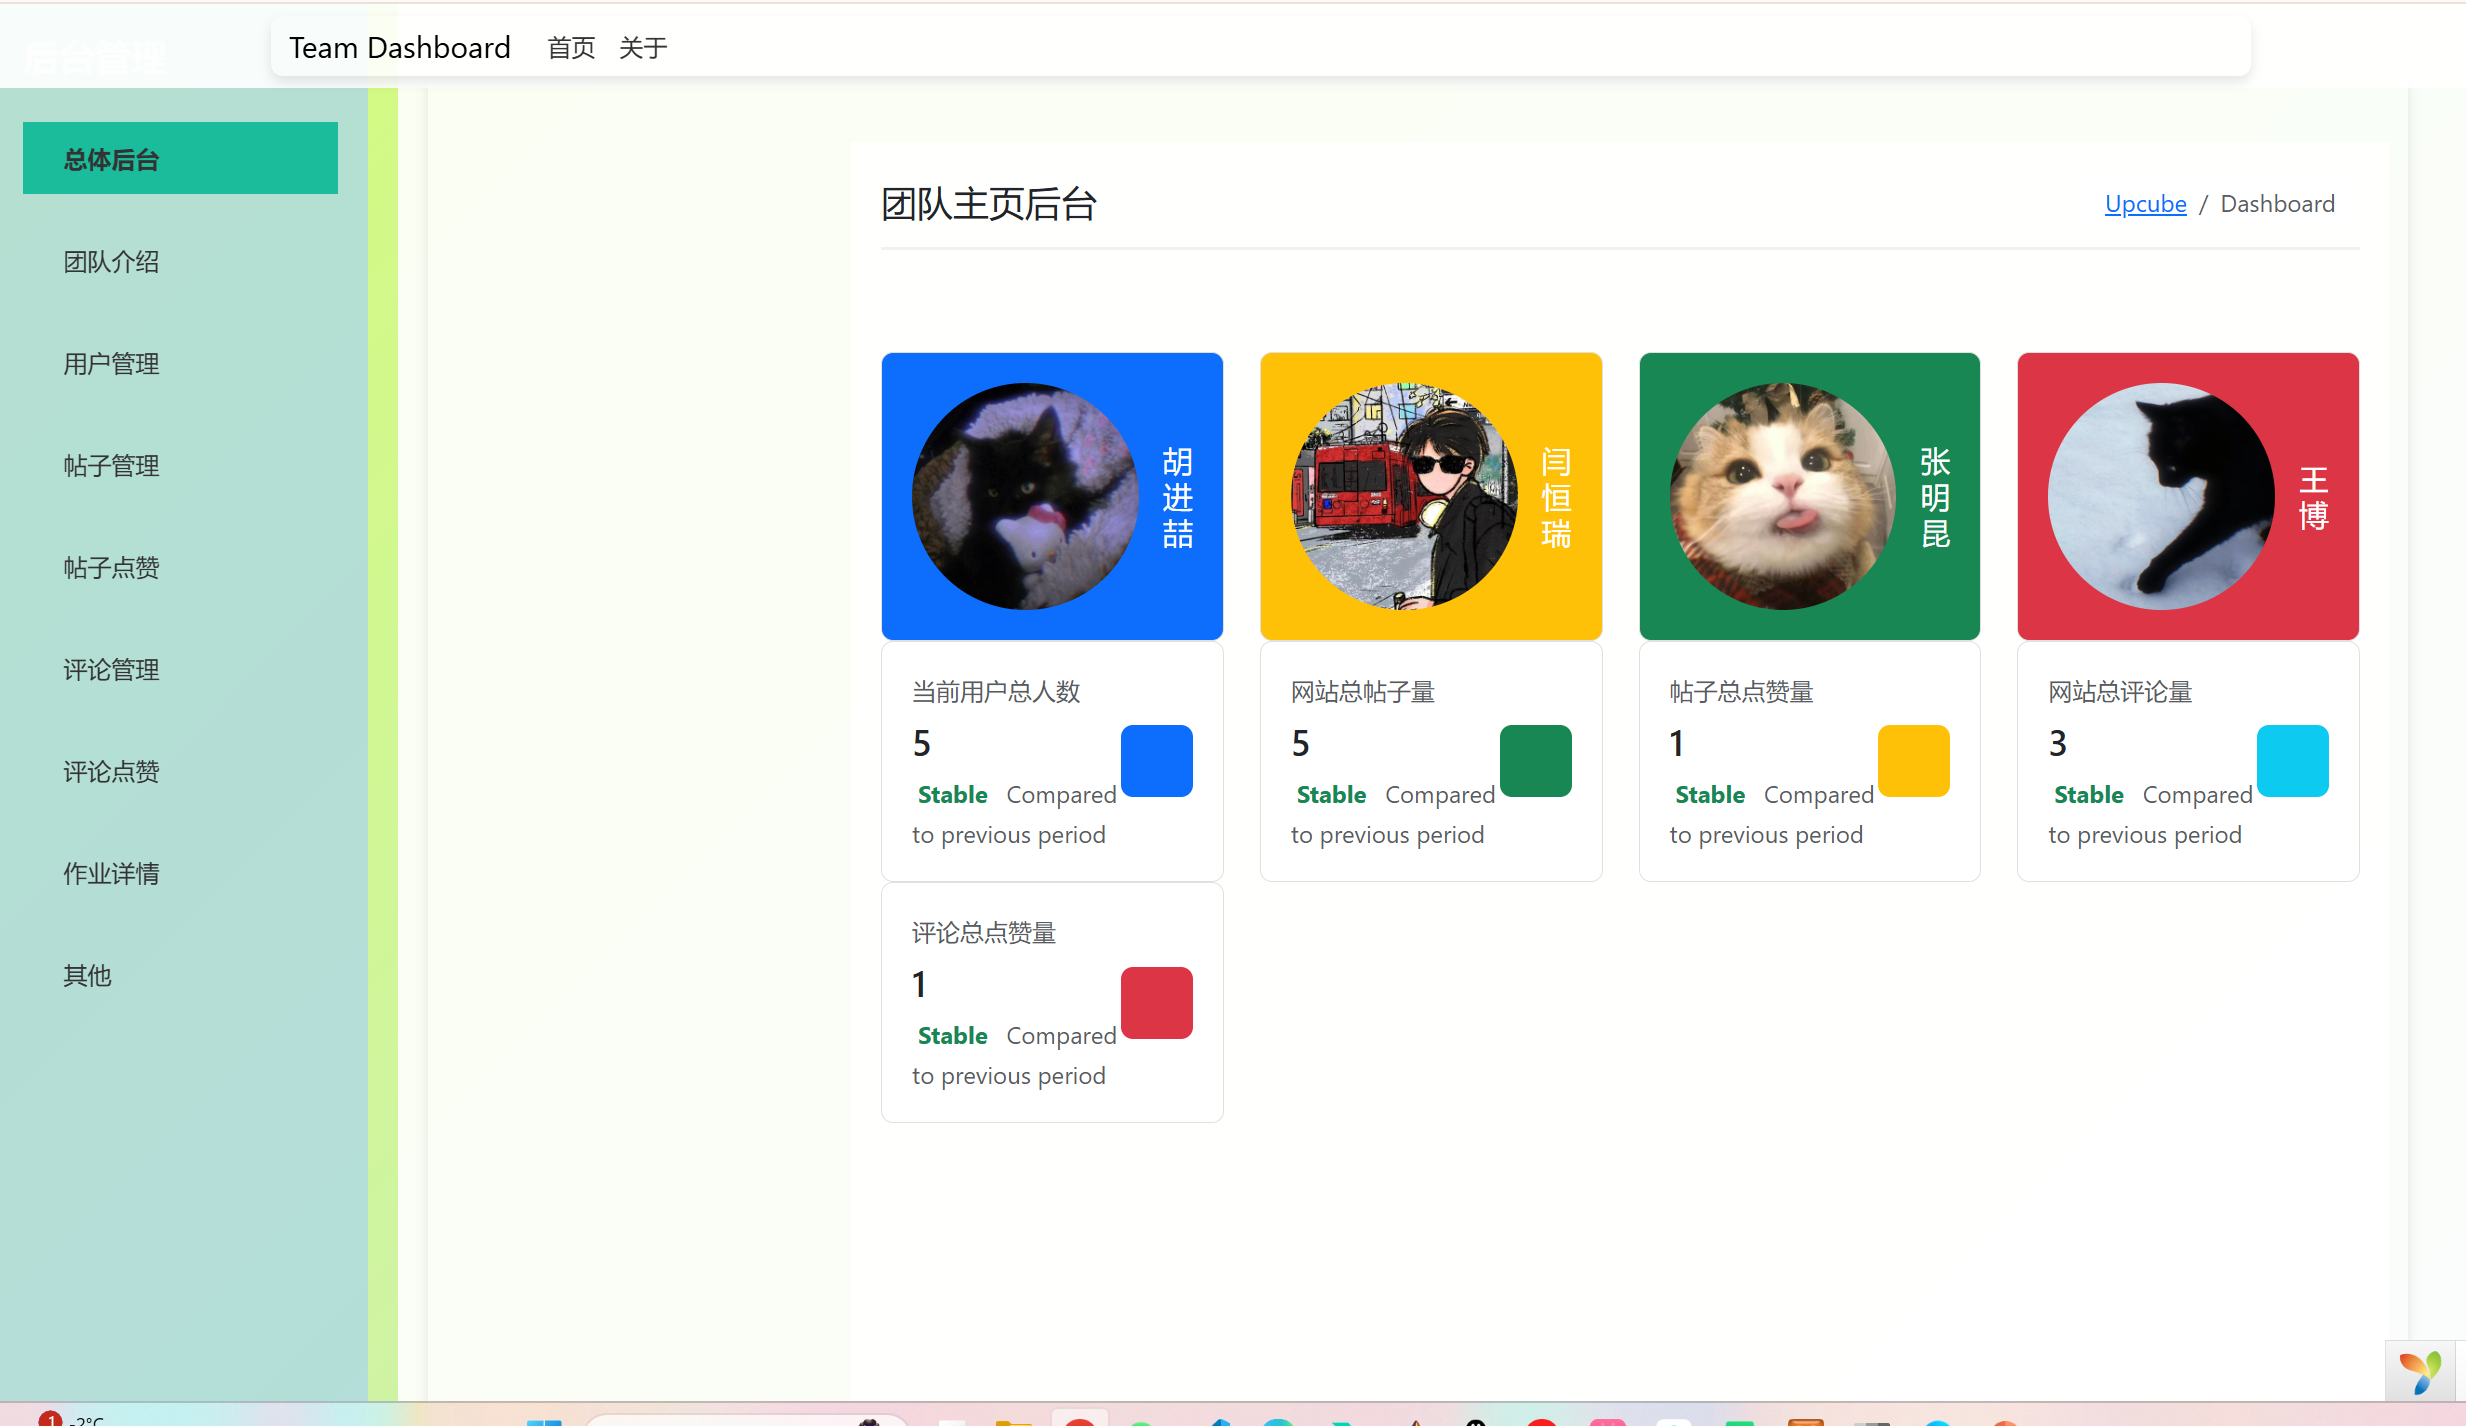 后台管理
Team Dashboard 首页 关于
总体后台
团队介绍
用户管理
帖子管理
帖子点赞
评论管理
评论点赞
作业详情
其他
团队主页后台
Upcube / Dashboard
胡进喆
闫恒瑞
张明昆
王博
当前用户总人数
5
Stable Compared
to previous period
网站总帖子量
5
Stable Compared
to previous period
帖子总点赞量
1
Stable Compared
to previous period
网站总评论量
3
Stable Compared
to previous period
评论总点赞量
1
Stable Compared
to previous period
1
-2°C